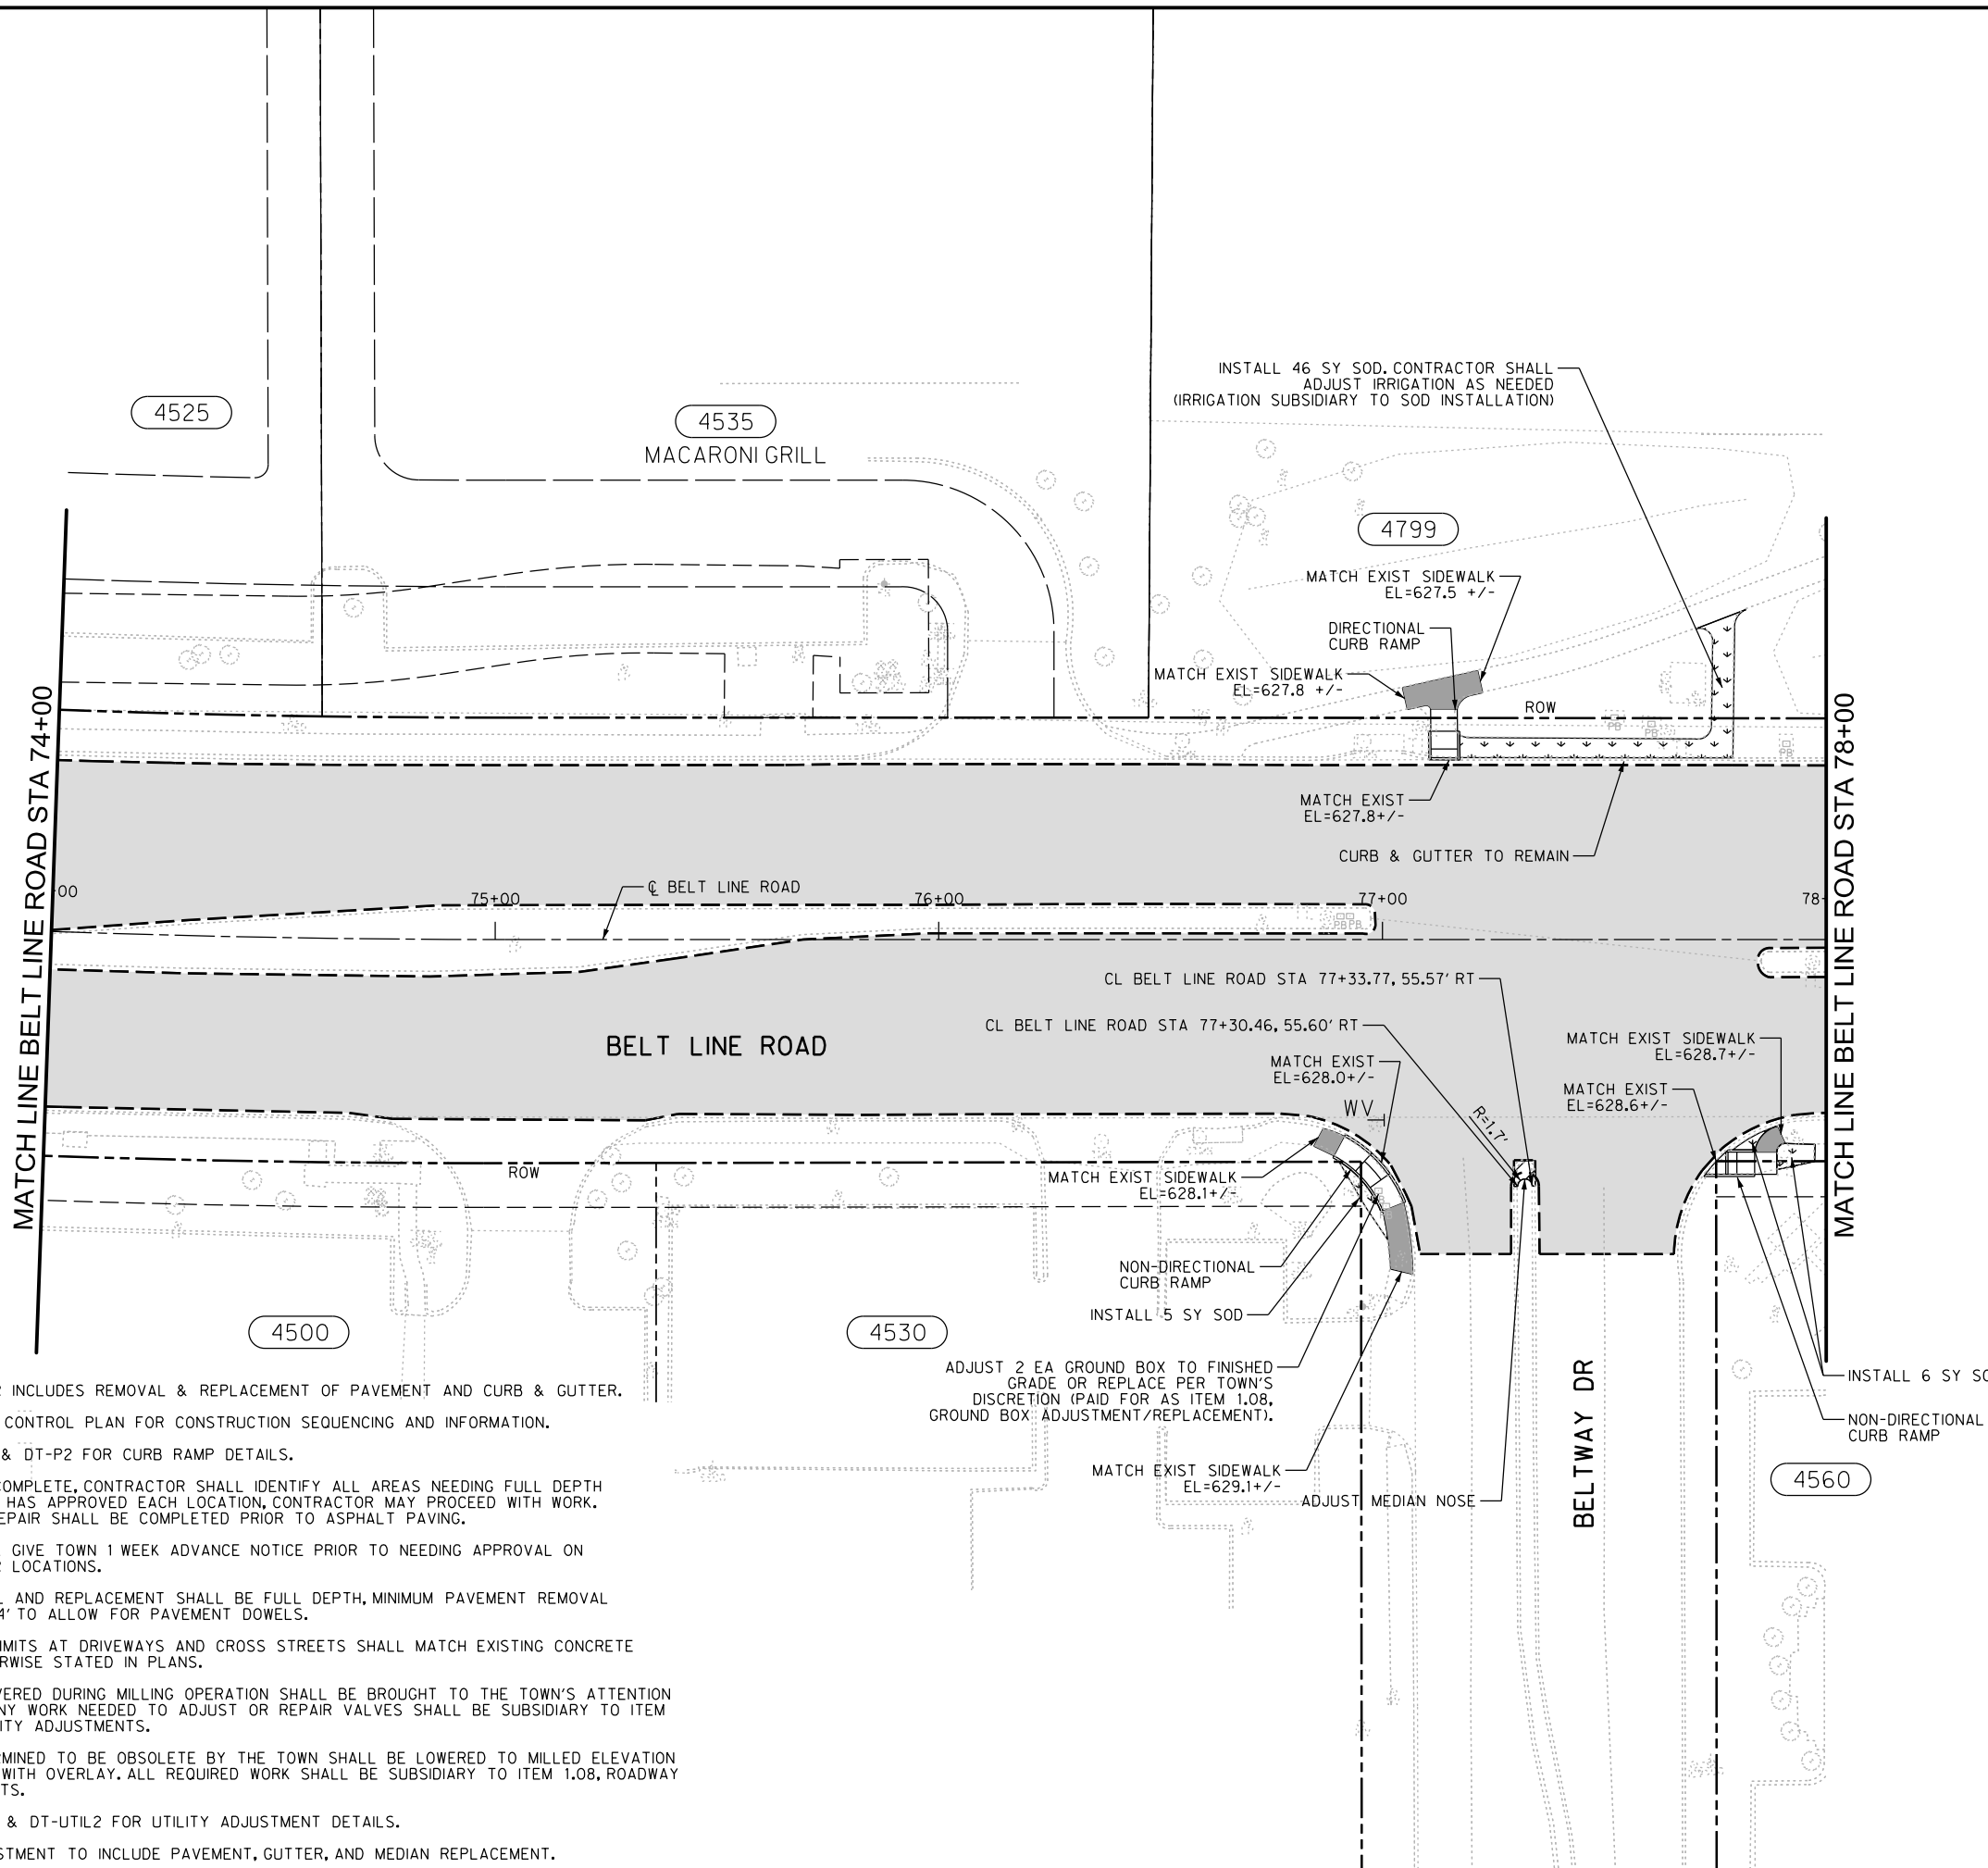 INSTALL 46 SY SOD. CONTRACTOR SHALL
ADJUST IRRIGATION AS NEEDED
(IRRIGATION SUBSIDIARY TO SOD INSTALLATION)
4525
4535
MACARONI GRILL
4799
MATCH EXIST SIDEWALK
EL=627.5 +/-
DIRECTIONAL
CURB RAMP
MATCH EXIST SIDEWALK
EL=627.8 +/-
ROW
PB
PB
PB
MATCH LINE BELT LINE ROAD STA 74+00
MATCH LINE BELT LINE ROAD STA 78+00
MATCH EXIST
EL=627.8+/-
CURB & GUTTER TO REMAIN
00
℄ BELT LINE ROAD
75+00
76+00
77+00
78+
PB PB
CL BELT LINE ROAD STA 77+33.77, 55.57' RT
CL BELT LINE ROAD STA 77+30.46, 55.60' RT
BELT LINE ROAD
MATCH EXIST
EL=628.0+/-
MATCH EXIST SIDEWALK
EL=628.7+/-
MATCH EXIST
EL=628.6+/-
WV
R=1.7'
ROW
MATCH EXIST SIDEWALK
EL=628.1+/-
NON-DIRECTIONAL
CURB RAMP
INSTALL 5 SY SOD
4500
4530
ADJUST 2 EA GROUND BOX TO FINISHED
GRADE OR REPLACE PER TOWN'S
DISCRETION (PAID FOR AS ITEM 1.08,
GROUND BOX ADJUSTMENT/REPLACEMENT).
MATCH EXIST SIDEWALK
EL=629.1+/-
ADJUST MEDIAN NOSE
BELTWAY DR
INSTALL 6 SY
NON-DIRECTIONAL
CURB RAMP
4560
INCLUDES REMOVAL & REPLACEMENT OF PAVEMENT AND CURB & GUTTER.
CONTROL PLAN FOR CONSTRUCTION SEQUENCING AND INFORMATION.
& DT-P2 FOR CURB RAMP DETAILS.
COMPLETE, CONTRACTOR SHALL IDENTIFY ALL AREAS NEEDING FULL DEPTH
HAS APPROVED EACH LOCATION, CONTRACTOR MAY PROCEED WITH WORK.
EPAIR SHALL BE COMPLETED PRIOR TO ASPHALT PAVING.
GIVE TOWN 1 WEEK ADVANCE NOTICE PRIOR TO NEEDING APPROVAL ON
LOCATIONS.
AND REPLACEMENT SHALL BE FULL DEPTH, MINIMUM PAVEMENT REMOVAL
4' TO ALLOW FOR PAVEMENT DOWELS.
IMITS AT DRIVEWAYS AND CROSS STREETS SHALL MATCH EXISTING CONCRETE
RWISE STATED IN PLANS.
VERED DURING MILLING OPERATION SHALL BE BROUGHT TO THE TOWN'S ATTENTION
NY WORK NEEDED TO ADJUST OR REPAIR VALVES SHALL BE SUBSIDIARY TO ITEM
ITY ADJUSTMENTS.
RMINED TO BE OBSOLETE BY THE TOWN SHALL BE LOWERED TO MILLED ELEVATION
WITH OVERLAY. ALL REQUIRED WORK SHALL BE SUBSIDIARY TO ITEM 1.08, ROADWAY
TS.
& DT-UTIL2 FOR UTILITY ADJUSTMENT DETAILS.
STMENT TO INCLUDE PAVEMENT, GUTTER, AND MEDIAN REPLACEMENT.